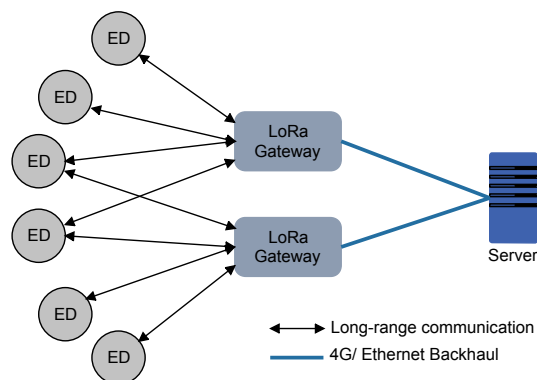 ED
ED
ED
ED
ED
ED
LoRa
Gateway
LoRa
Gateway
Server
Long-range communication
4G/ Ethernet Backhaul